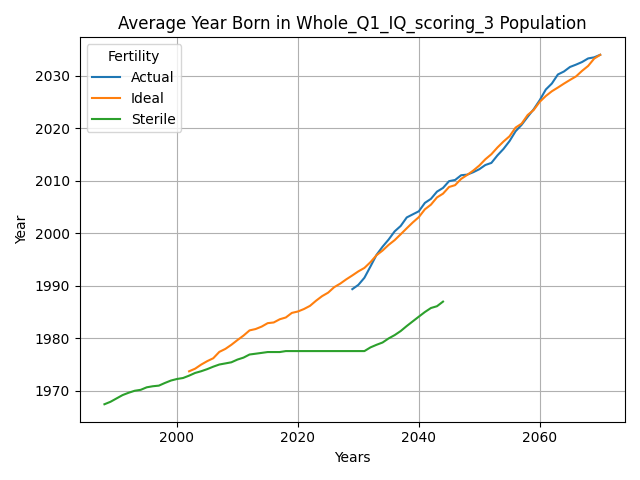 Average Year Born in Whole_Q1_IQ_scoring_3 Population
Fertility
Actual
Ideal
Sterile
2030
2020
2010
2000
1990
1980
1970
Year
2000 2020 2040 2060
Years